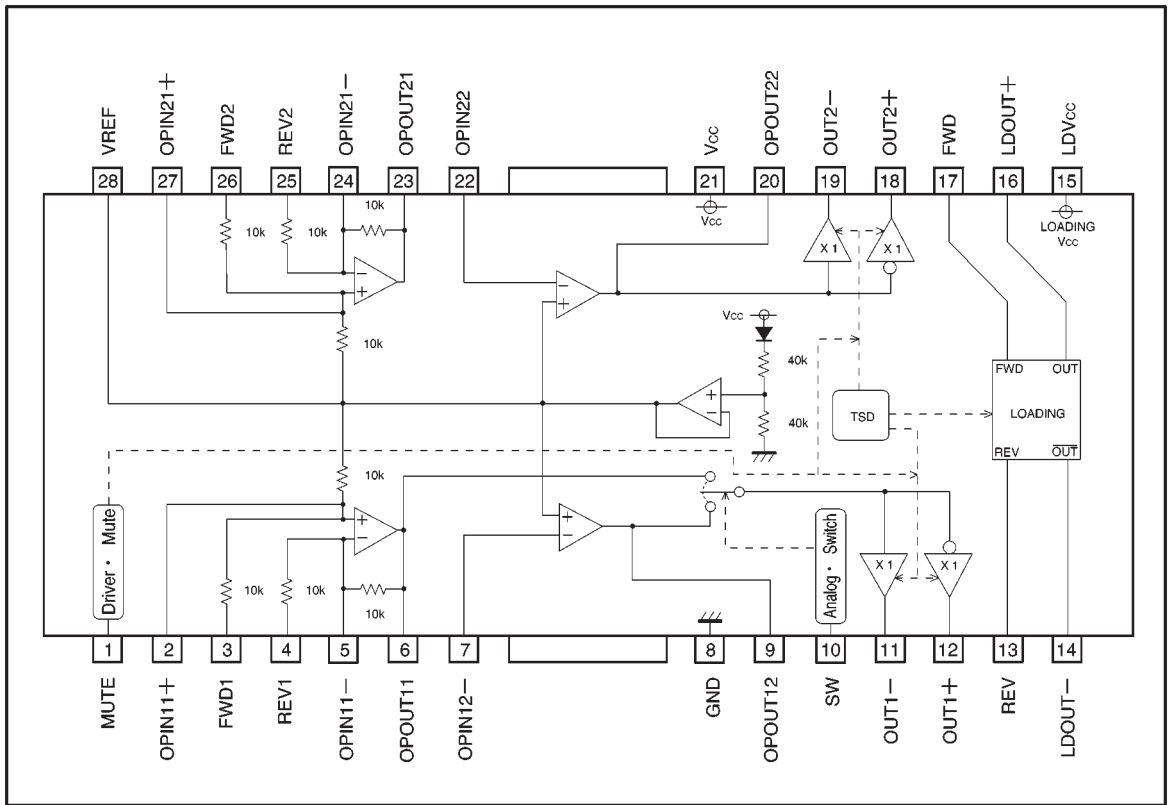 VREF
OPIN21+
FWD2
REV2
OPIN21−
OPOUT21
OPIN22
Vcc
OPOUT22
OUT2−
OUT2+
FWD
LDOUT+
LDVcc
28
27
26
25
24
23
22
21
20
19
18
17
16
15
10k
10k
10k
Vcc
LOADING
Vcc
X 1
X 1
−
+
−
+
10k
Vcc
40k
+
−
40k
TSD
FWD
OUT
LOADING
REV
OUT
10k
+
−
+
−
Driver · Mute
10k
10k
10k
Analog · Switch
X 1
X 1
1
2
3
4
5
6
7
8
9
10
11
12
13
14
MUTE
OPIN11+
FWD1
REV1
OPIN11−
OPOUT11
OPIN12−
GND
OPOUT12
SW
OUT1−
OUT1+
REV
LDOUT−